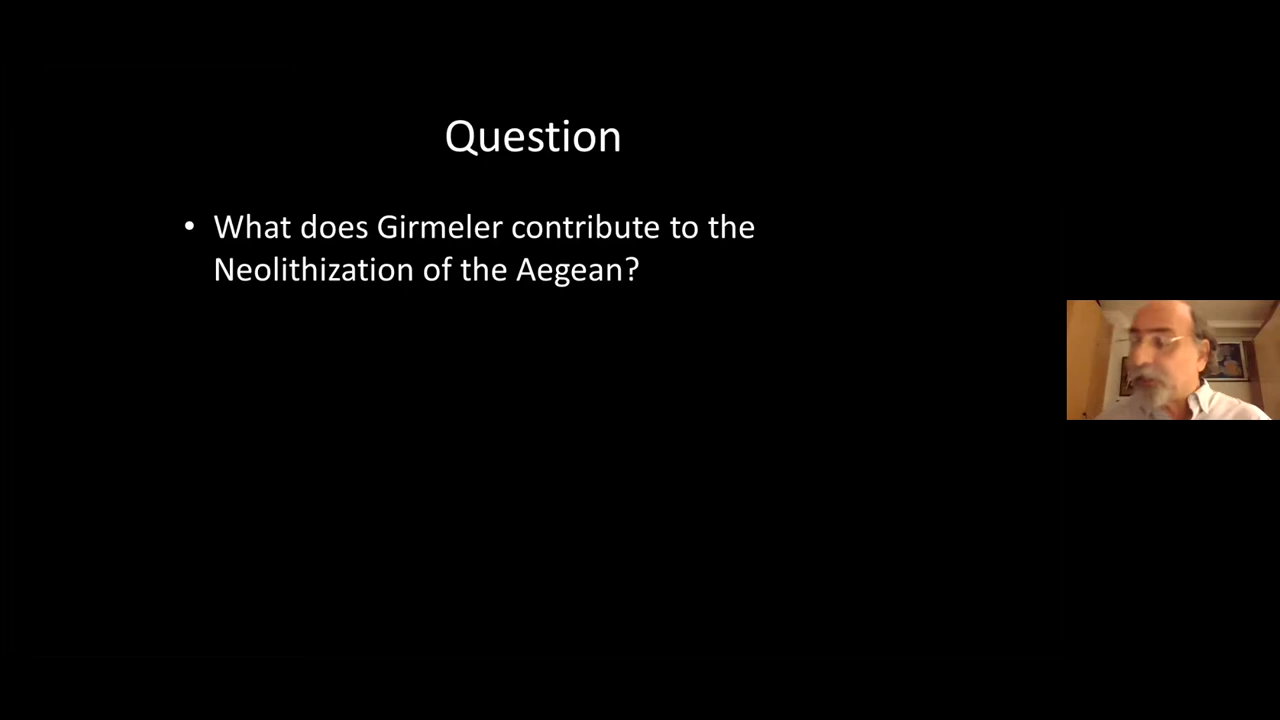 Question
• What does Girmeler contribute to the
Neolithization of the Aegean?